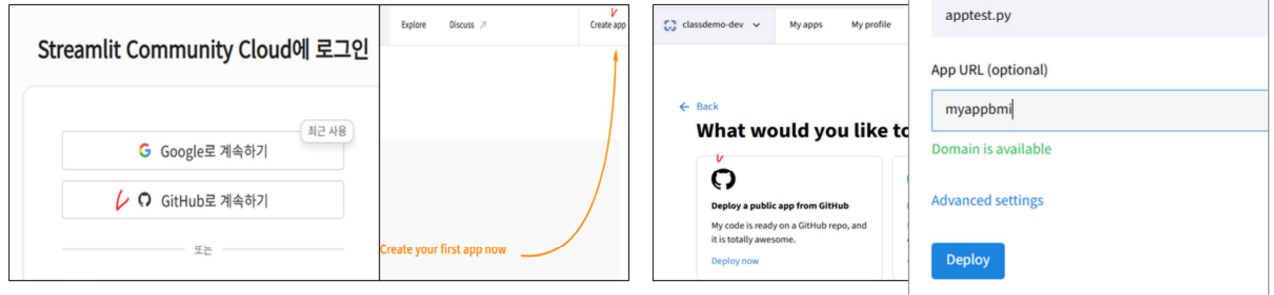 Streamlit Community Cloud에 로그인
최근 사용
Google로 계속하기
GitHub로 계속하기
또는
Explore
Discuss
Create app
Create your first app now
classdemo-dev
My apps
My profile
Back
What would you like to
Deploy a public app from GitHub
My code is ready on a GitHub repo, and
it is totally awesome.
Deploy now
apptest.py
App URL (optional)
myappbmi
Domain is available
Advanced settings
Deploy